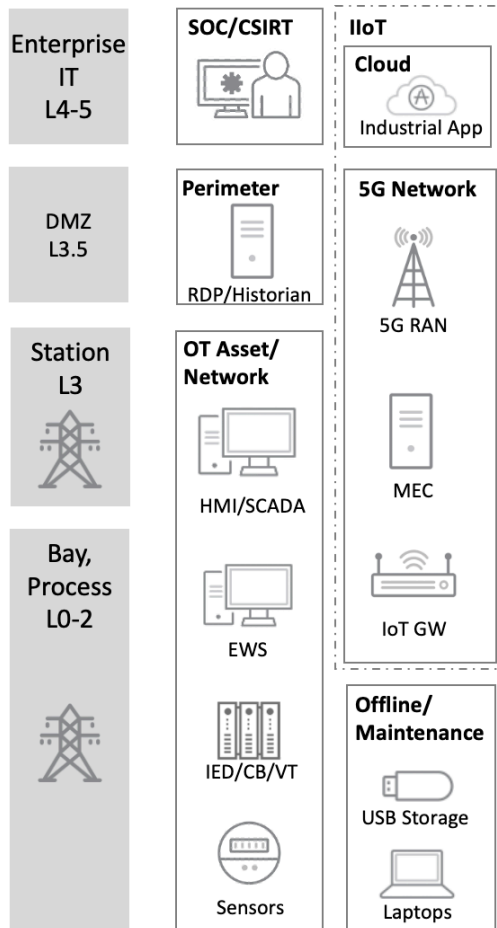 Enterprise
IT
L4-5
DMZ
L3.5
Station
L3
Bay,
Process
L0-2
SOC/CSIRT
Perimeter
RDP/Historian
OT Asset/
Network
HMI/SCADA
EWS
IED/CB/VT
Sensors
IIoT
Cloud
Industrial App
5G Network
5G RAN
MEC
IoT GW
Offline/
Maintenance
USB Storage
Laptops